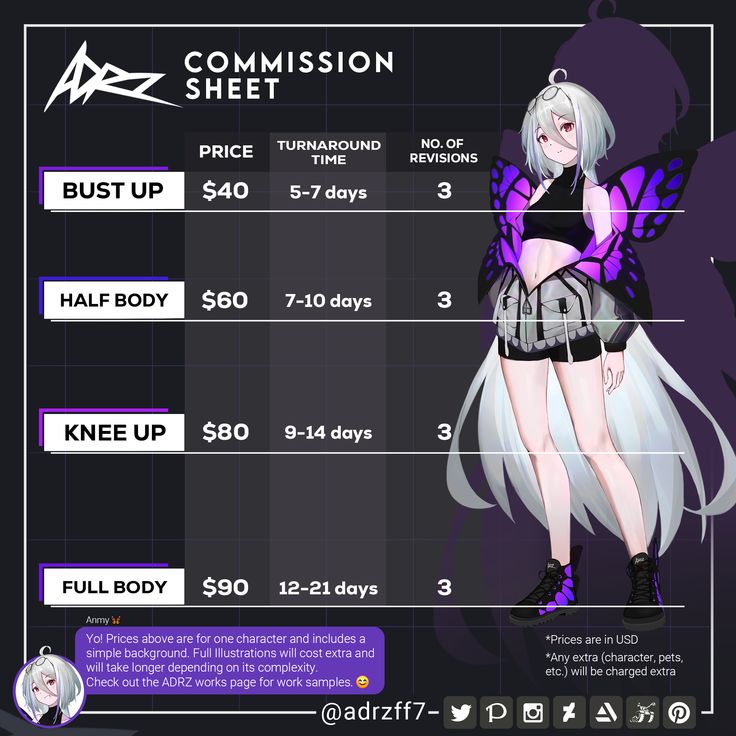 ADRZ
COMMISSION
SHEET
PRICE
TURNAROUND
TIME
NO. OF
REVISIONS
BUST UP $40 5-7 days 3
HALF BODY $60 7-10 days 3
KNEE UP $80 9-14 days 3
FULL BODY $90 12-21 days 3
Anmy 🦋
Yo! Prices above are for one character and includes a
simple background. Full Illustrations will cost extra and
will take longer depending on its complexity.
Check out the ADRZ works page for work samples. 😊
*Prices are in USD
*Any extra (character, pets,
etc.) will be charged extra
@adrzff7